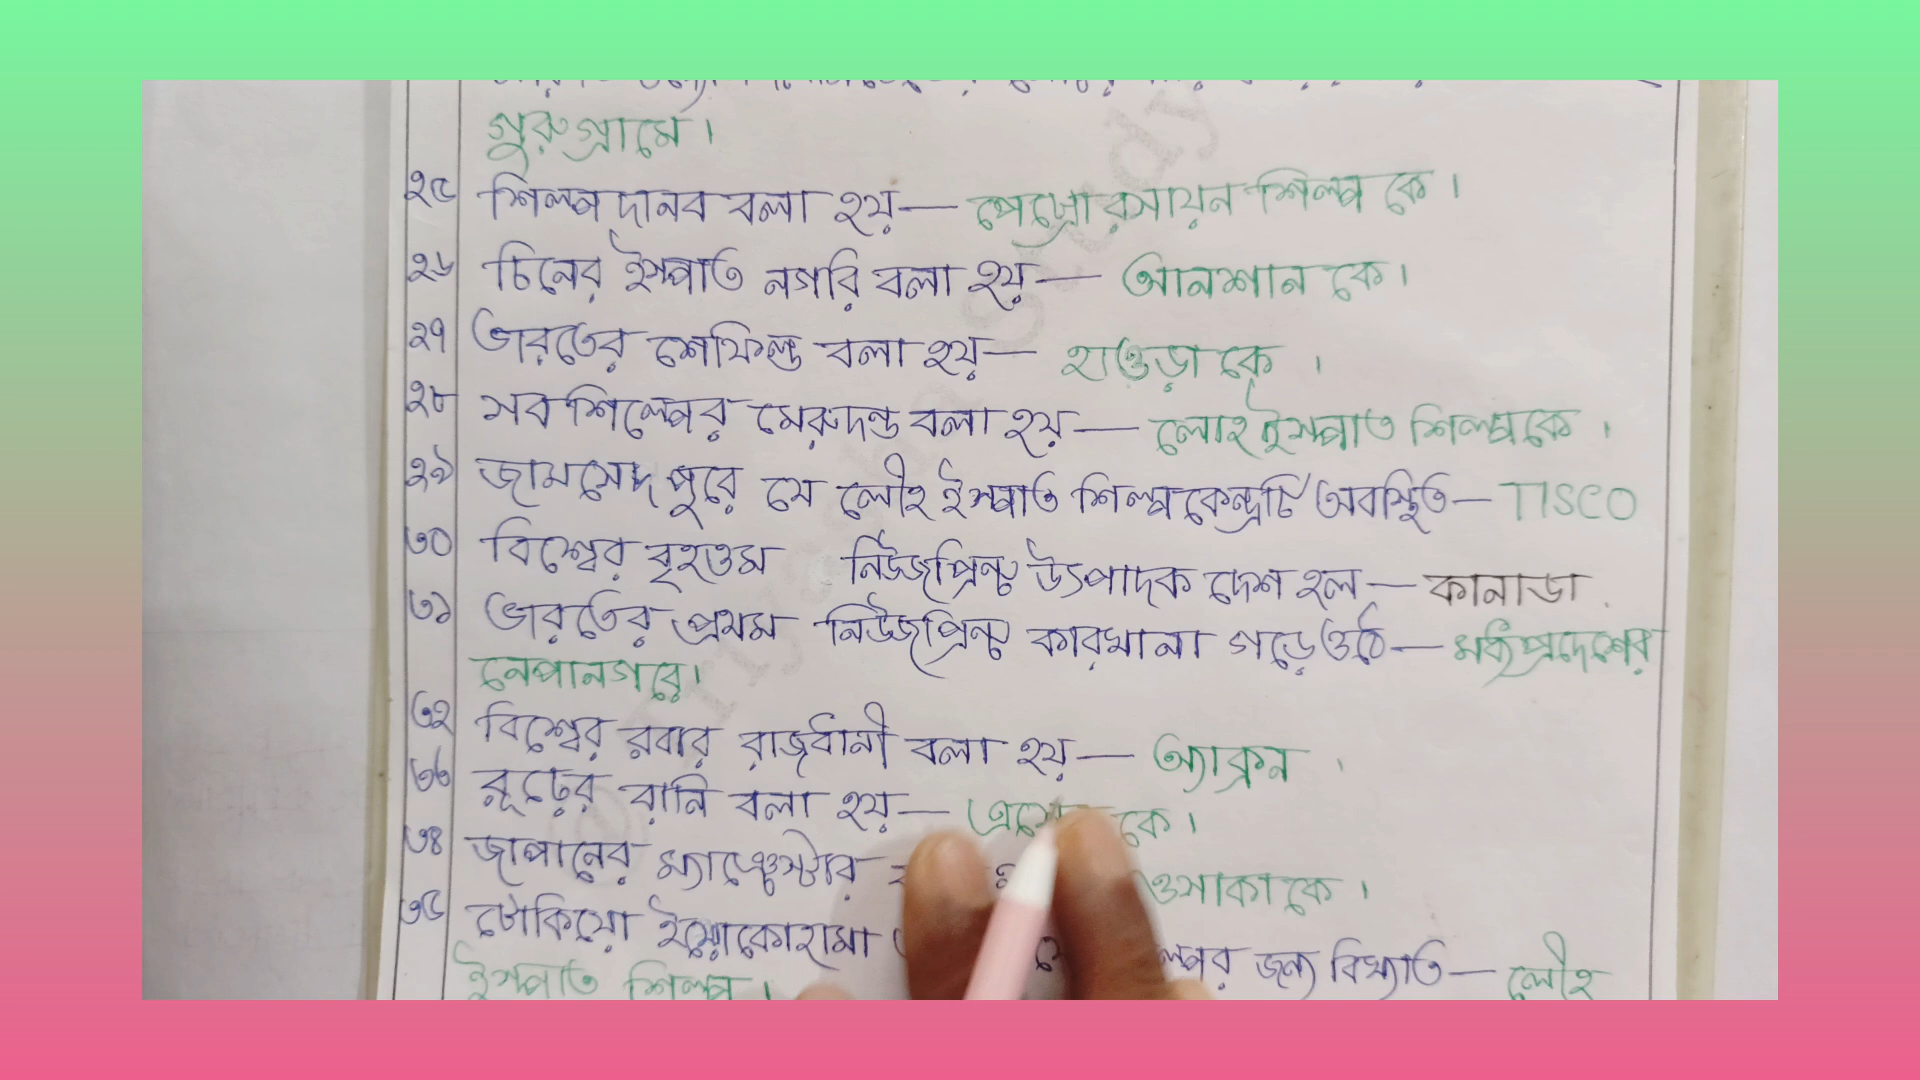 গুরুগ্রামে।
২৫ শিল্প দানব বলা হয়— পেট্রোরসায়ন শিল্প কে।
২৬ চিনের ইস্পাত নগরি বলা হয়— আনশান কে।
২৭ ভারতের শেফিল্ড বলা হয়— হাওড়া কে।
২৮ সব শিল্পের মেরুদন্ড বলা হয়— লোহ ইস্পাত শিল্পকে।
২৯ জামসেদপুরে যে লৌহ ইস্পাত শিল্পকেন্দ্রটি অবস্থিত— TISCO
৩০ বিশ্বের বৃহত্তম নিউজপ্রিন্ট উৎপাদক দেশ হল— কানাডা.
৩১ ভারতের প্রথম নিউজপ্রিন্ট কারখানা গড়ে ওঠে— মধ্যপ্রদেশের
নেপানগরে।
৩২ বিশ্বের রবার রাজধানী বলা হয়— অ্যাক্রন।
৩৩ রূঢ়ের রানি বলা হয়— কে।
৩৪ জাপানের ম্যাঞ্চেস্টার ওসাকাকে।
৩৫ টোকিয়ো ইয়োকোহামা জন্য বিখ্যাত— লৌহ
ইস্পাত শিল্প।